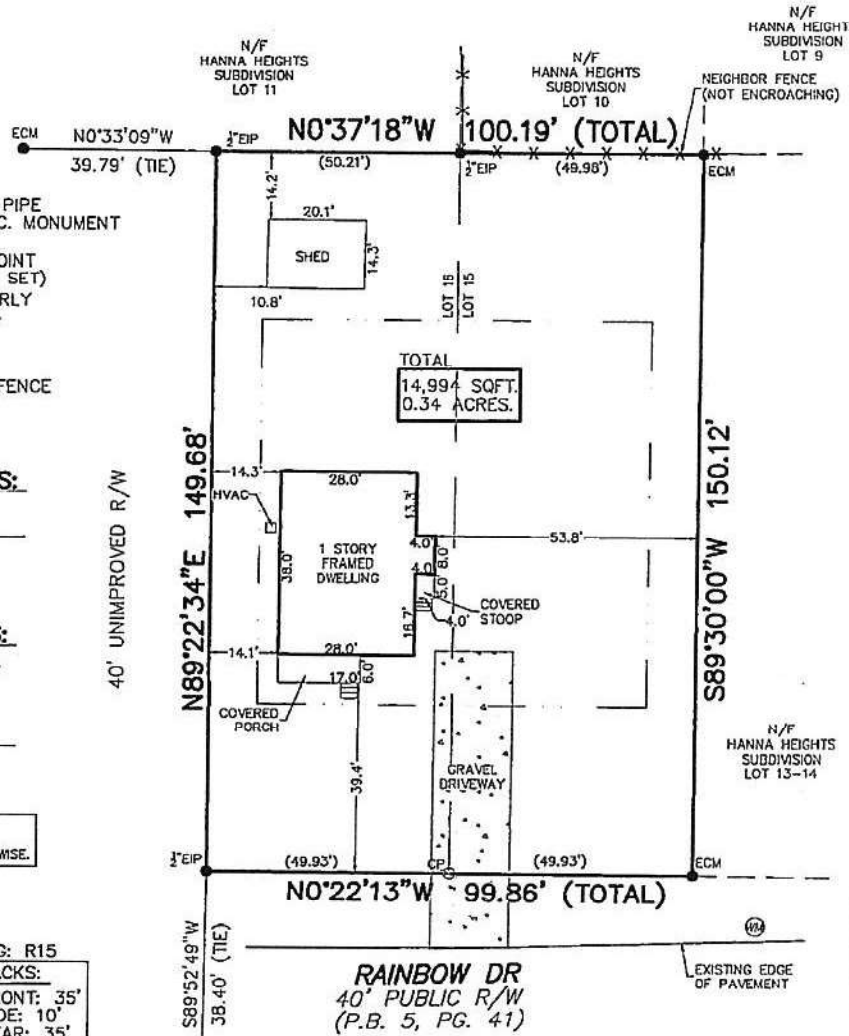 N/F
HANNA HEIGHT
SUBDIVISION
LOT 9
N/F
HANNA HEIGHTS
SUBDIVISION
LOT 11
N/F
HANNA HEIGHTS
SUBDIVISION
LOT 10
NEIGHBOR FENCE
(NOT ENCROACHING)
ECM
N0°33'09"W
39.79' (TIE)
½"EIP
N0°37'18"W 100.19' (TOTAL)
(50.21')
½"EIP
(49.98')
ECM
PIPE
C. MONUMENT
OINT
SET)
RLY
FENCE
S:
S:
WISE.
14.2'
20.1'
SHED
14.3'
10.8'
LOT 16
LOT 15
TOTAL
14,994 SQFT.
0.34 ACRES.
40' UNIMPROVED R/W
N89°22'34"E 149.68'
S89°30'00"W 150.12'
14.3'
28.0'
HVAC
13.3'
38.0'
1 STORY
FRAMED
DWELLING
4.0'
8.0'
53.8'
4.0'
5.0'
COVERED
STOOP
4.0'
16.7'
14.1'
28.0'
17.0'
6.0'
COVERED
PORCH
39.4'
GRAVEL
DRIVEWAY
N/F
HANNA HEIGHTS
SUBDIVISION
LOT 13-14
½"EIP
(49.93')
CP
(49.93')
ECM
N0°22'13"W 99.86' (TOTAL)
S89°52'49"W
38.40' (TIE)
WM
EXISTING EDGE
OF PAVEMENT
RAINBOW DR
40' PUBLIC R/W
(P.B. 5, PG. 41)
G: R15
ACKS:
ONT: 35'
DE: 10'
EAR: 35'